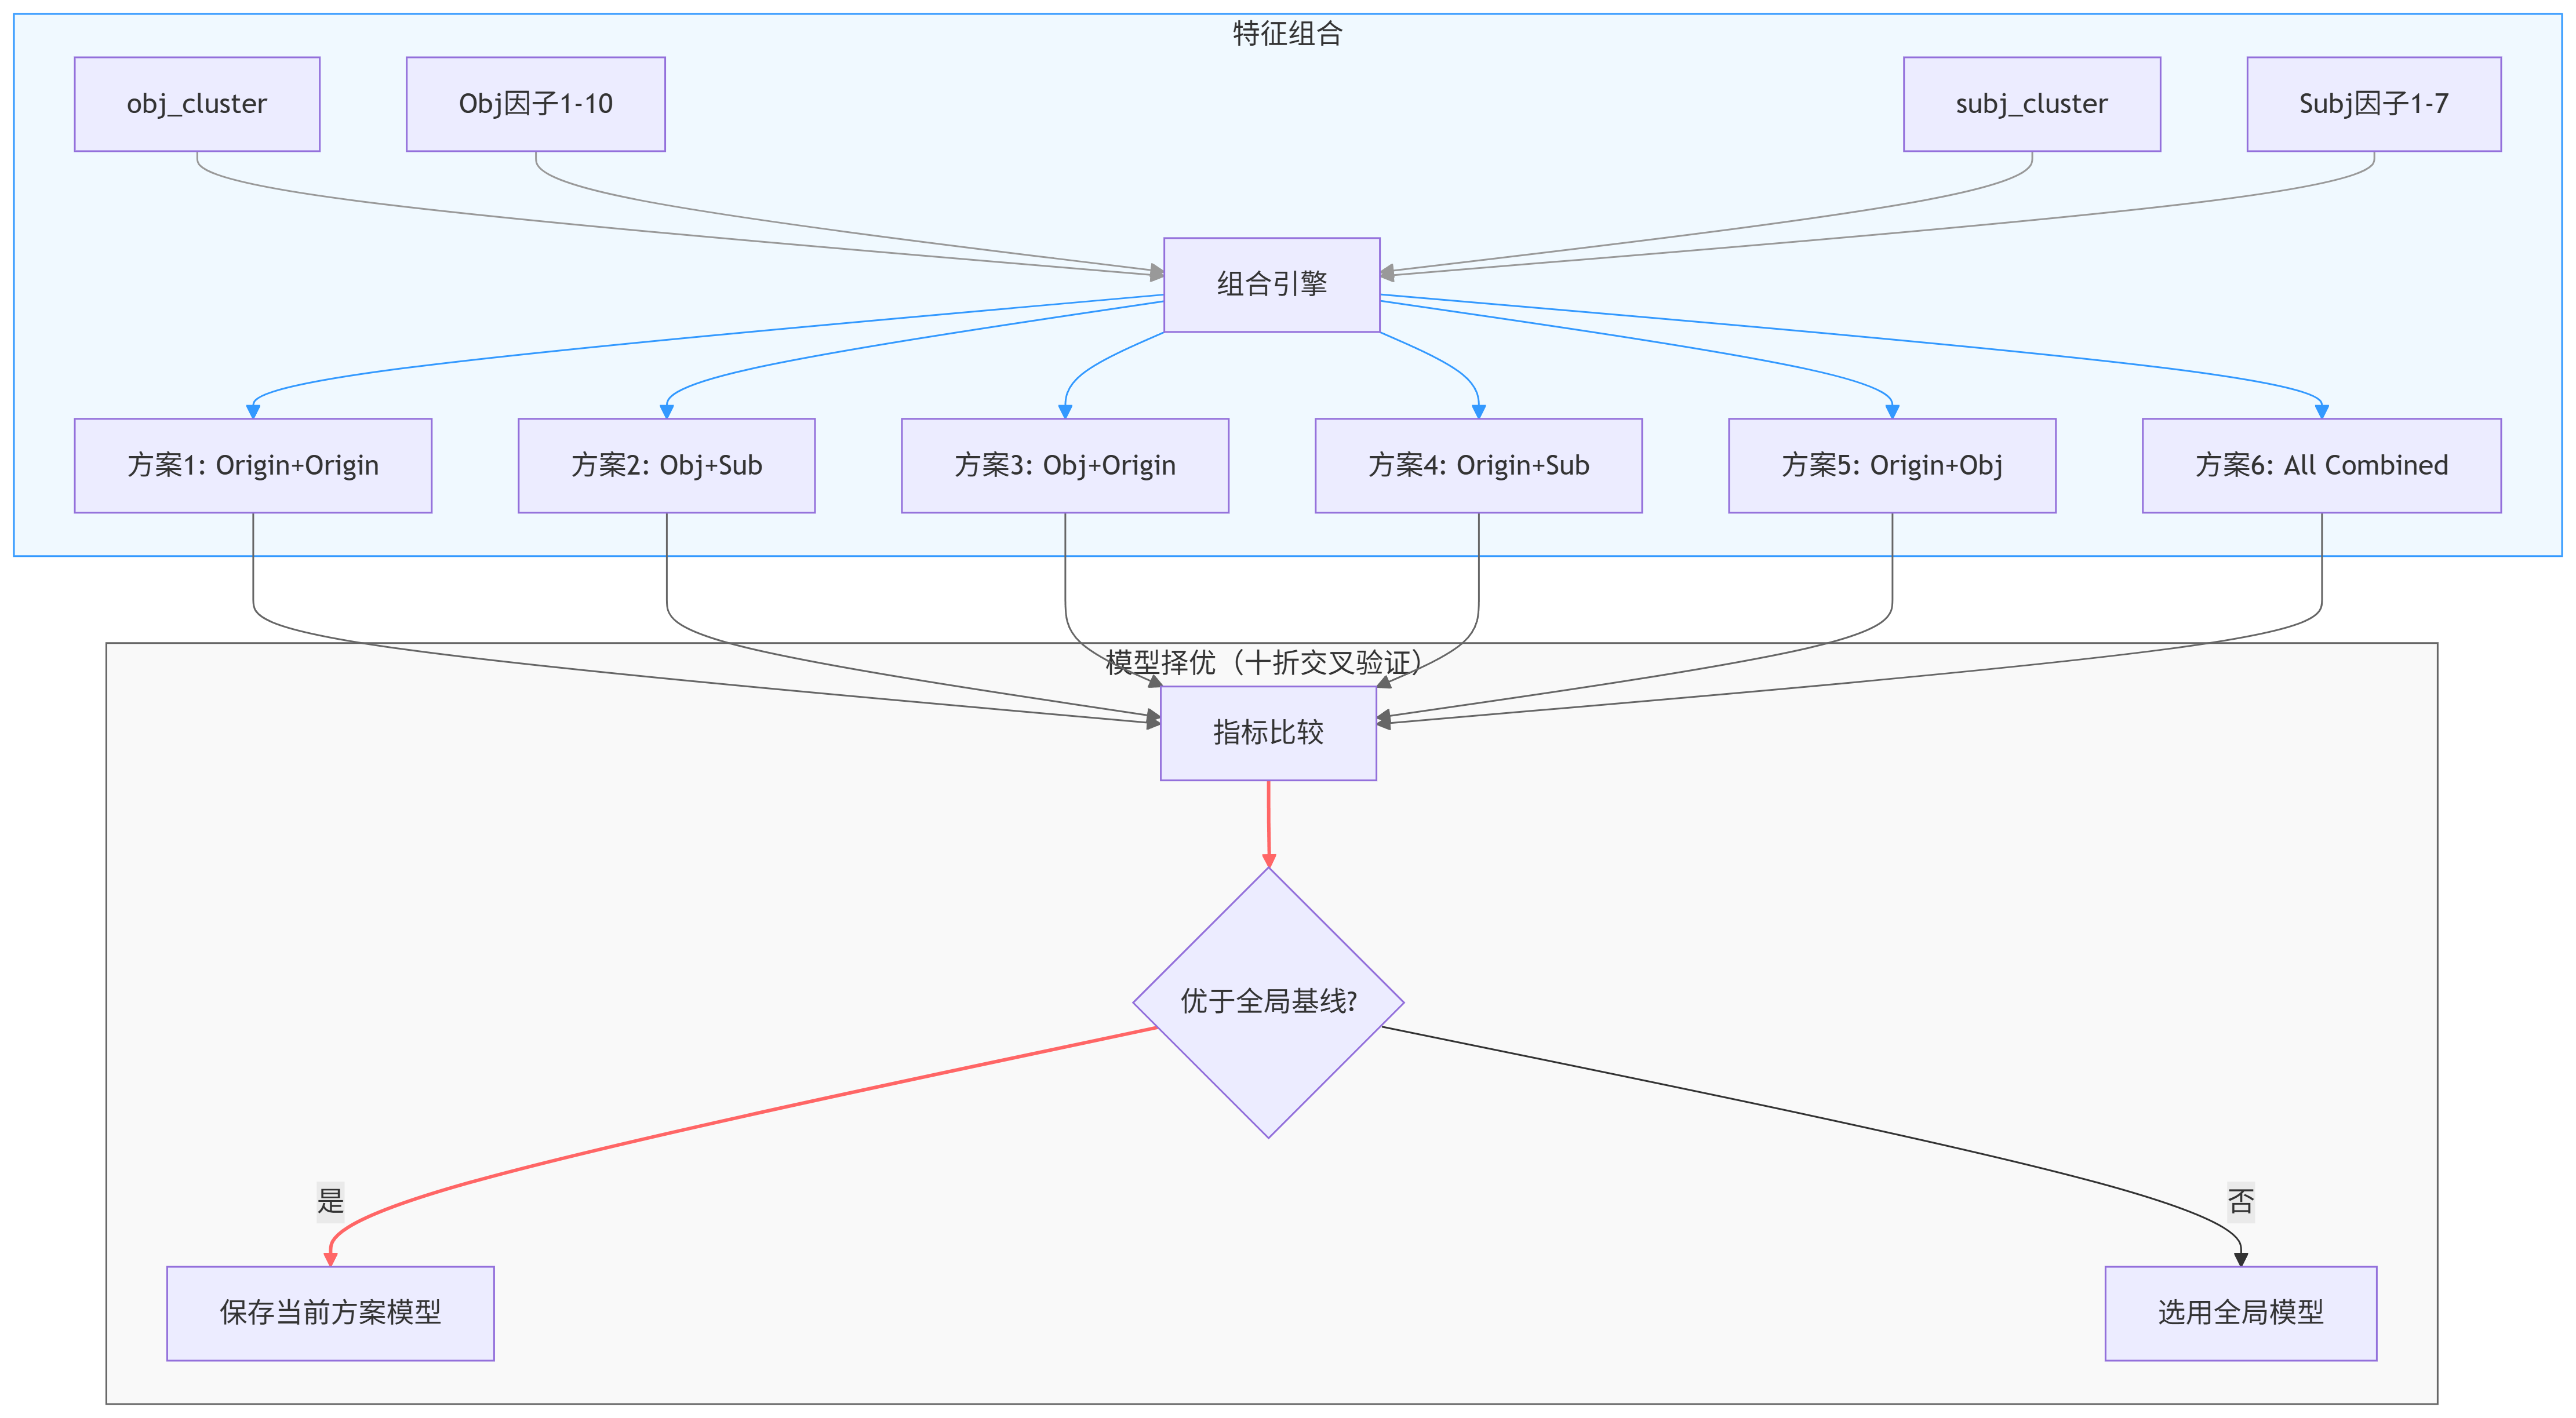 特征组合
obj_cluster
Obj因子1-10
subj_cluster
Subj因子1-7
组合引擎
方案1: Origin+Origin
方案2: Obj+Sub
方案3: Obj+Origin
方案4: Origin+Sub
方案5: Origin+Obj
方案6: All Combined
模型择优（十折交叉验证）
指标比较
优于全局基线?
是
否
保存当前方案模型
选用全局模型